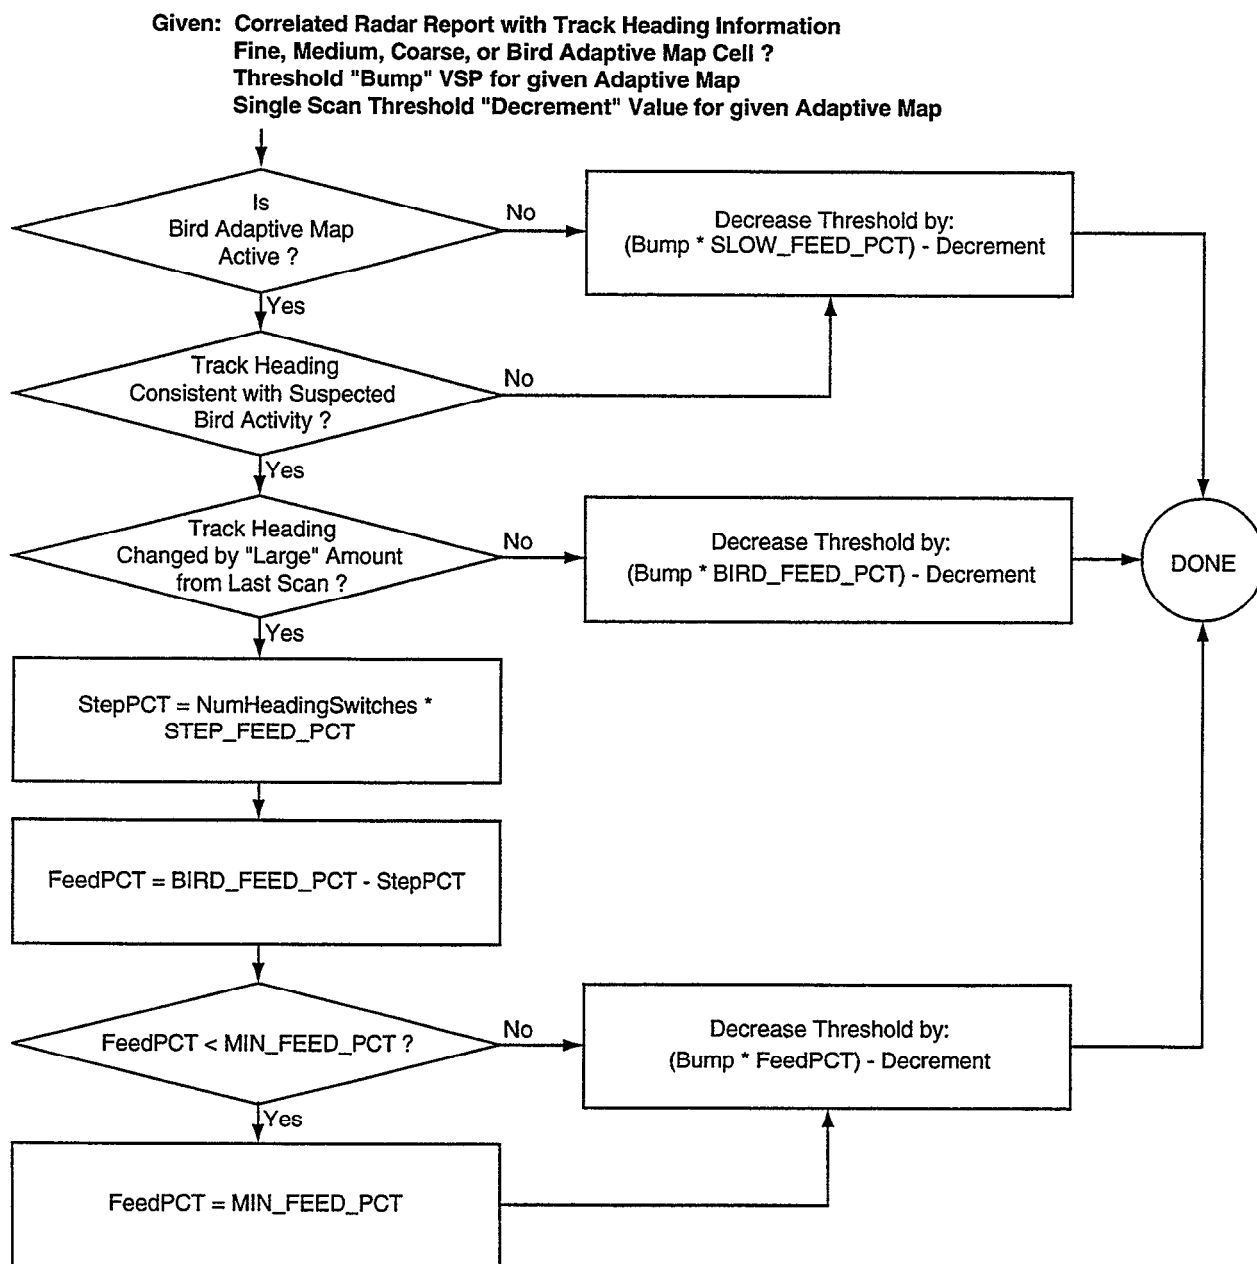 Given: Correlated Radar Report with Track Heading Information
Fine, Medium, Coarse, or Bird Adaptive Map Cell ?
Threshold "Bump" VSP for given Adaptive Map
Single Scan Threshold "Decrement" Value for given Adaptive Map
Is
Bird Adaptive Map
Active ?
No
Decrease Threshold by:
(Bump * SLOW_FEED_PCT) - Decrement
Yes
Track Heading
Consistent with Suspected
Bird Activity ?
No
Yes
Track Heading
Changed by "Large" Amount
from Last Scan ?
No
Decrease Threshold by:
(Bump * BIRD_FEED_PCT) - Decrement
DONE
Yes
StepPCT = NumHeadingSwitches *
STEP_FEED_PCT
FeedPCT = BIRD_FEED_PCT - StepPCT
FeedPCT < MIN_FEED_PCT ?
No
Decrease Threshold by:
(Bump * FeedPCT) - Decrement
Yes
FeedPCT = MIN_FEED_PCT